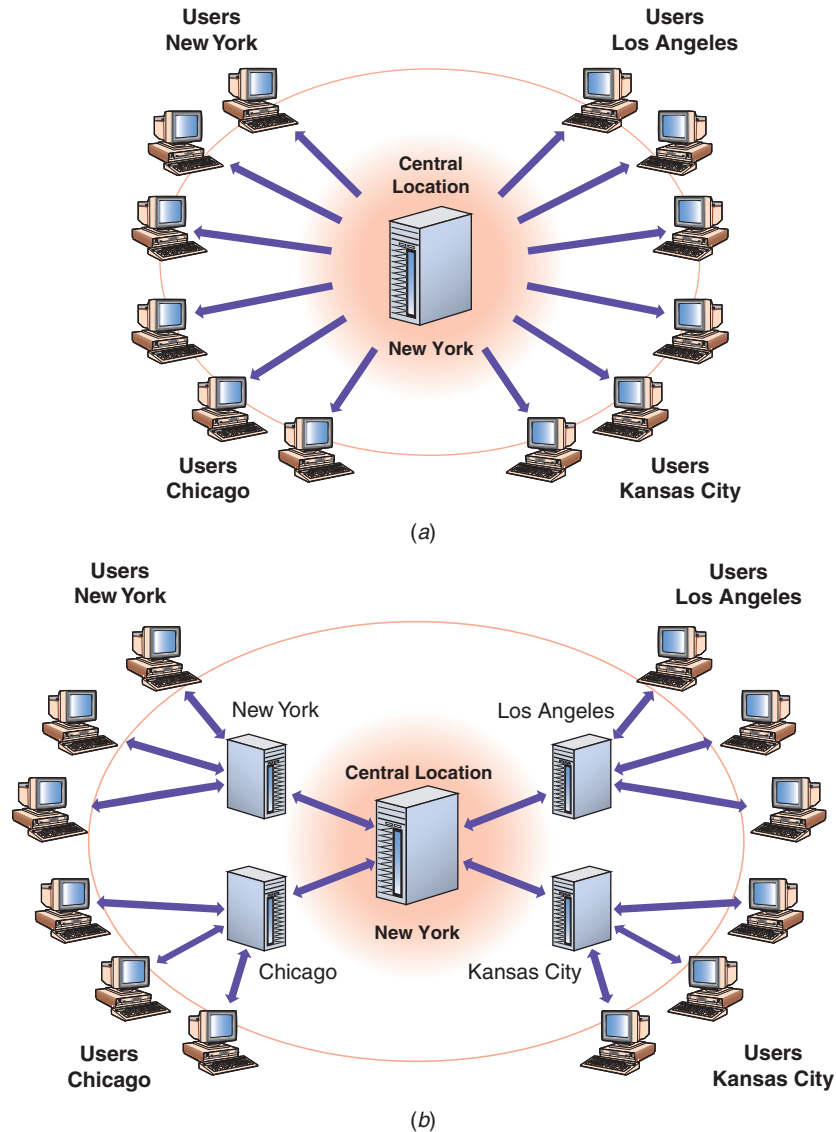 Users
New York
Users
Los Angeles
Central
Location
New York
Users
Chicago
Users
Kansas City
(a)
Users
New York
Users
Los Angeles
New York
Los Angeles
Central Location
New York
Chicago
Kansas City
Users
Chicago
Users
Kansas City
(b)